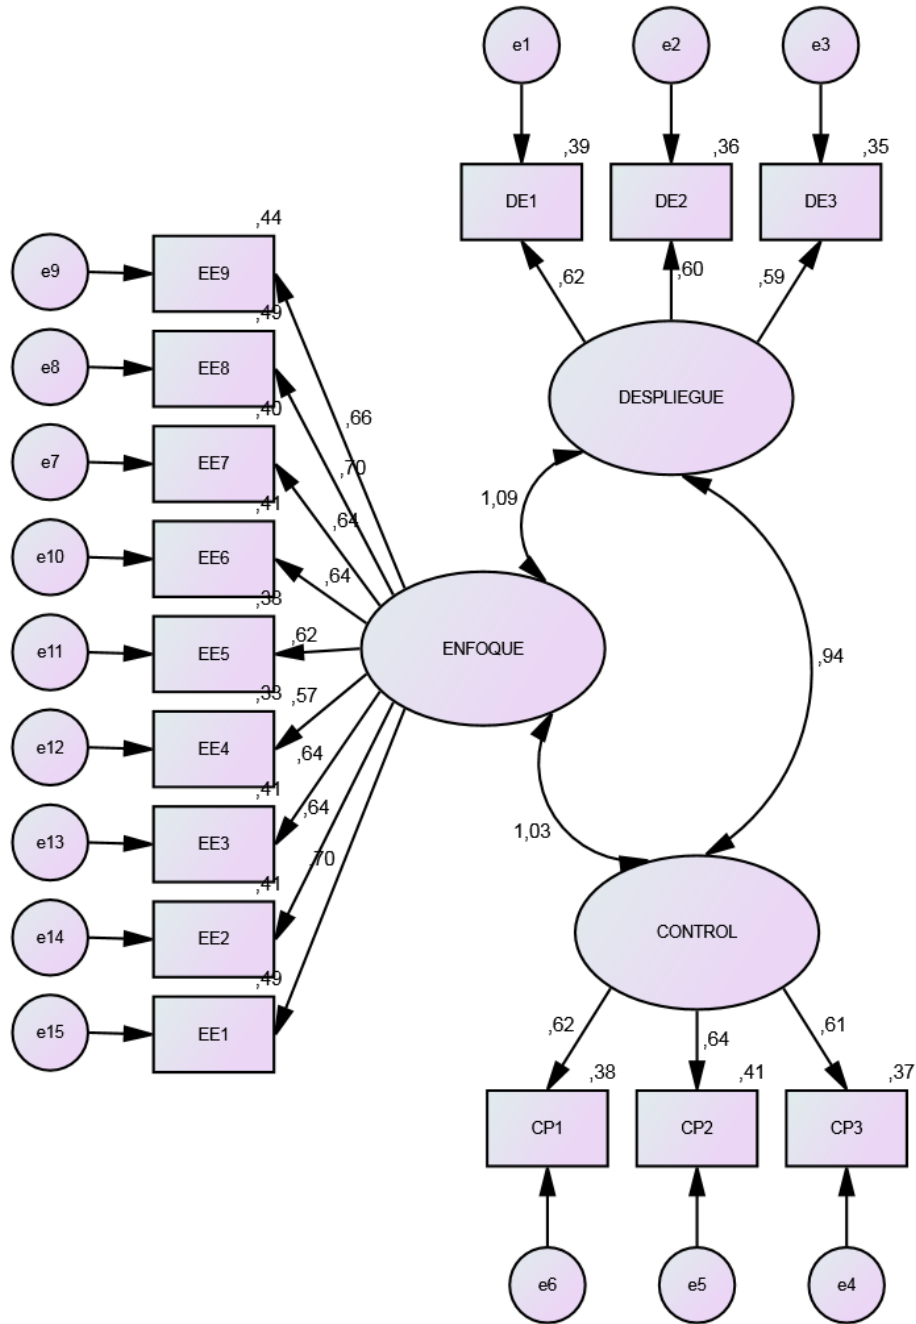 e1
e2
e3
,39
,36
,35
DE1
DE2
DE3
,62
,60
,59
DESPLIEGUE
,44
e9
EE9
,49
e8
EE8
,40
e7
EE7
,41
e10
EE6
,38
e11
EE5
,33
e12
EE4
,41
e13
EE3
,41
e14
EE2
,49
e15
EE1
,66
,70
,64
,64
,62
,57
,64
,64
,70
ENFOQUE
1,09
,94
1,03
CONTROL
,62
,64
,61
,38
,41
,37
CP1
CP2
CP3
e6
e5
e4